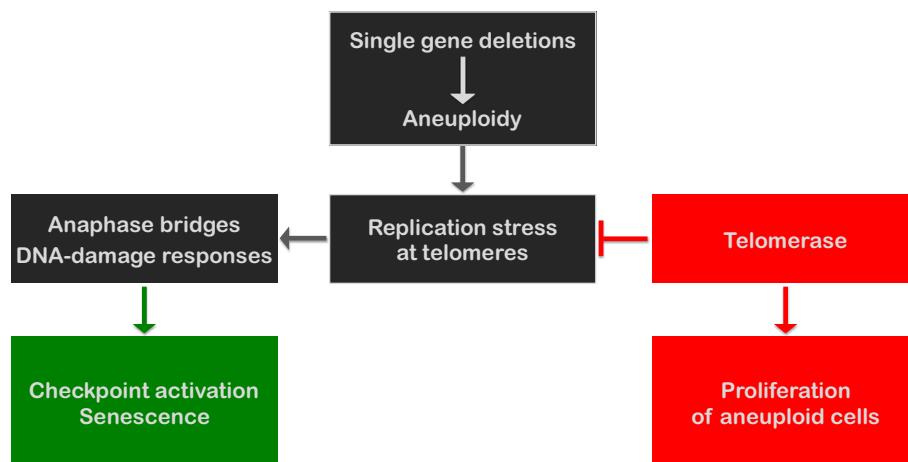 Single gene deletions
Aneuploidy
Anaphase bridges
DNA-damage responses
Replication stress
at telomeres
Telomerase
Checkpoint activation
Senescence
Proliferation
of aneuploid cells